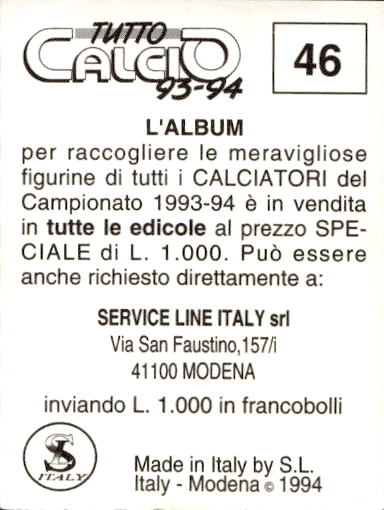 TUTTO
CALCIO
93-94
46
L'ALBUM
per raccogliere le meravigliose
figurine di tutti i CALCIATORI del
Campionato 1993-94 è in vendita
in tutte le edicole al prezzo SPE-
CIALE di L. 1.000. Può essere
anche richiesto direttamente a:
SERVICE LINE ITALY srl
Via San Faustino,157/i
41100 MODENA
inviando L. 1.000 in francobolli
SL
ITALY
Made in Italy by S.L.
Italy - Modena © 1994